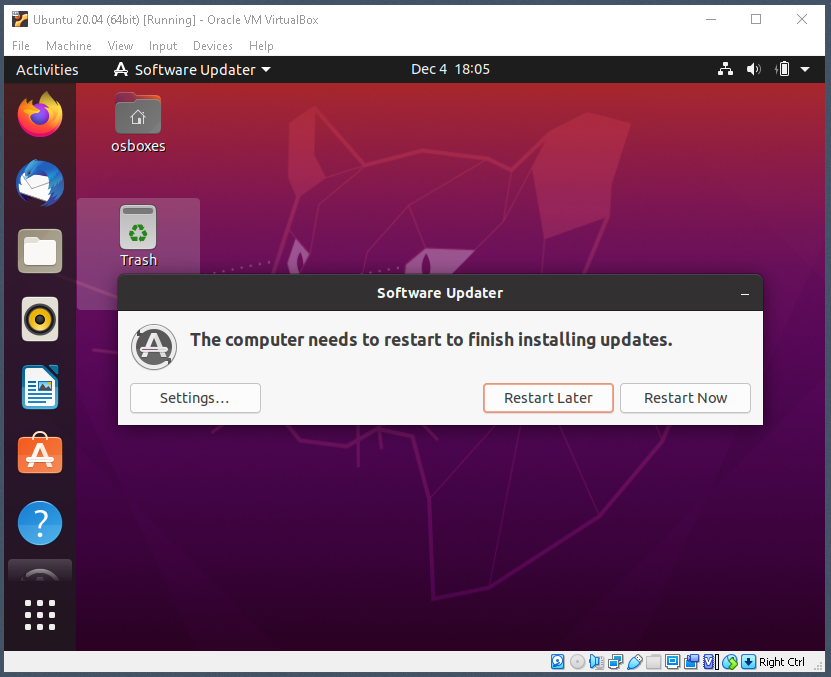 Ubuntu 20.04 (64bit) [Running] - Oracle VM VirtualBox
File Machine View Input Devices Help
Activities Software Updater Dec 4 18:05
osboxes
Trash
Software Updater
The computer needs to restart to finish installing updates.
Settings... Restart Later Restart Now
Right Ctrl